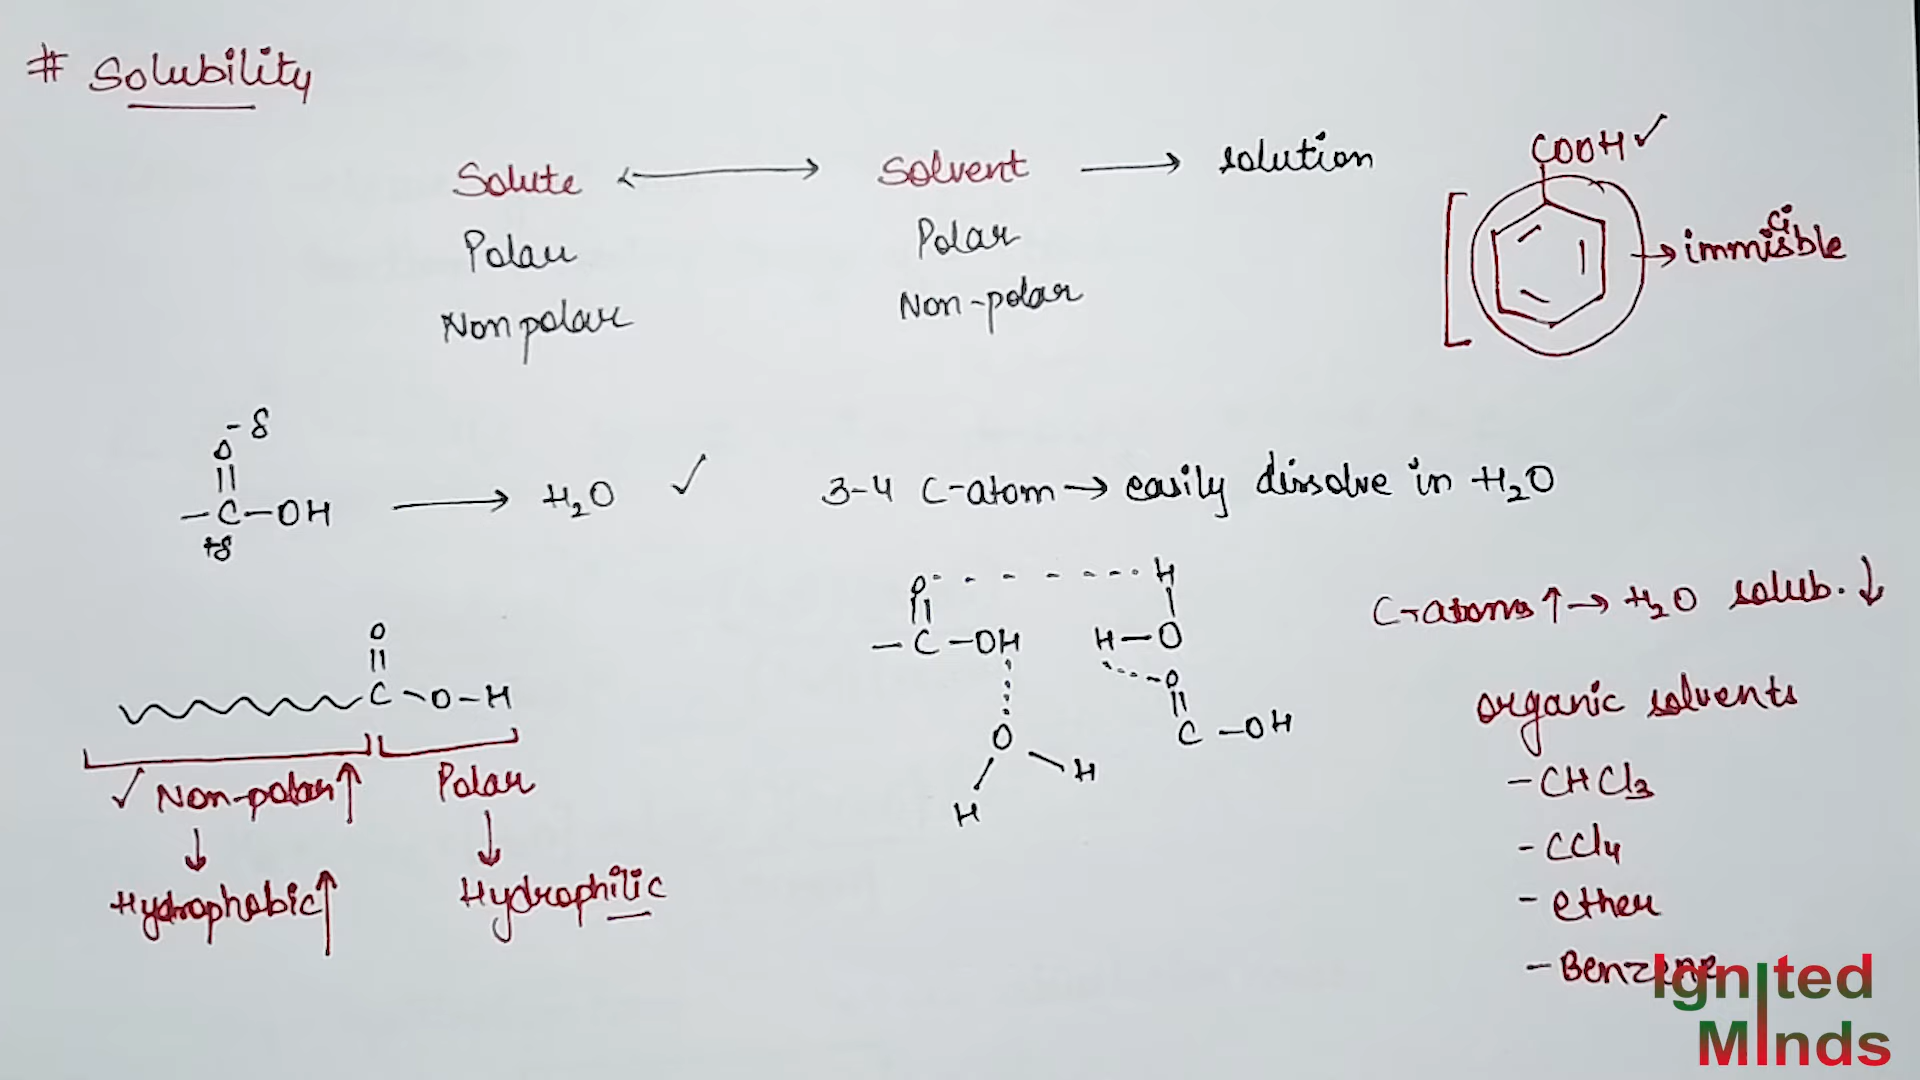 # Solubility
Solute ⟷ Solvent → solution
Polar Polar
Nonpolar Non-polar
COOH ✓
→ immiscible
-δ
O
||
-C-OH → H₂O ✓
+δ
3-4 C-atom → easily dissolve in H₂O
O - - - - - H
|| |
-C-OH H-O
O
||
C-OH
O
H H
C-atoms ↑ → H₂O solub. ↓
O
||
C-O-H
✓ Non-polar ↑ Polar
↓ ↓
Hydrophobic ↑ Hydrophilic
organic solvents
- CHCl₃
- CCl₄
- ether
- Benzene
Ignited
Minds